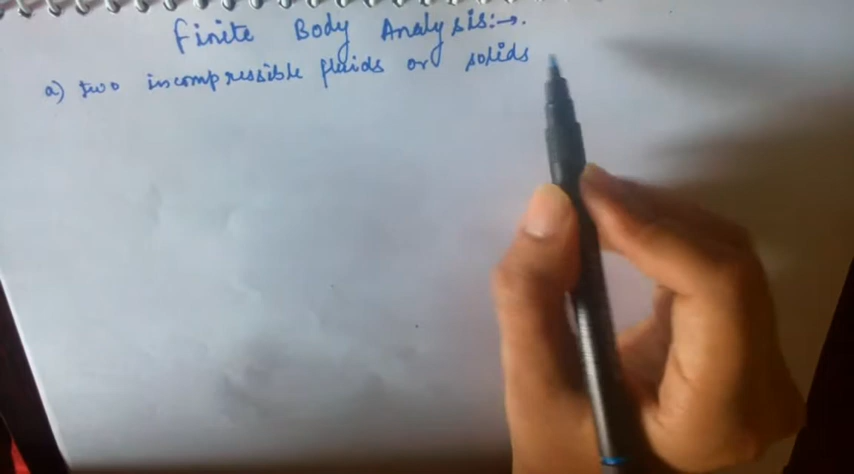 Finite Body Analysis:→.
a) two incompressible fluids or solids